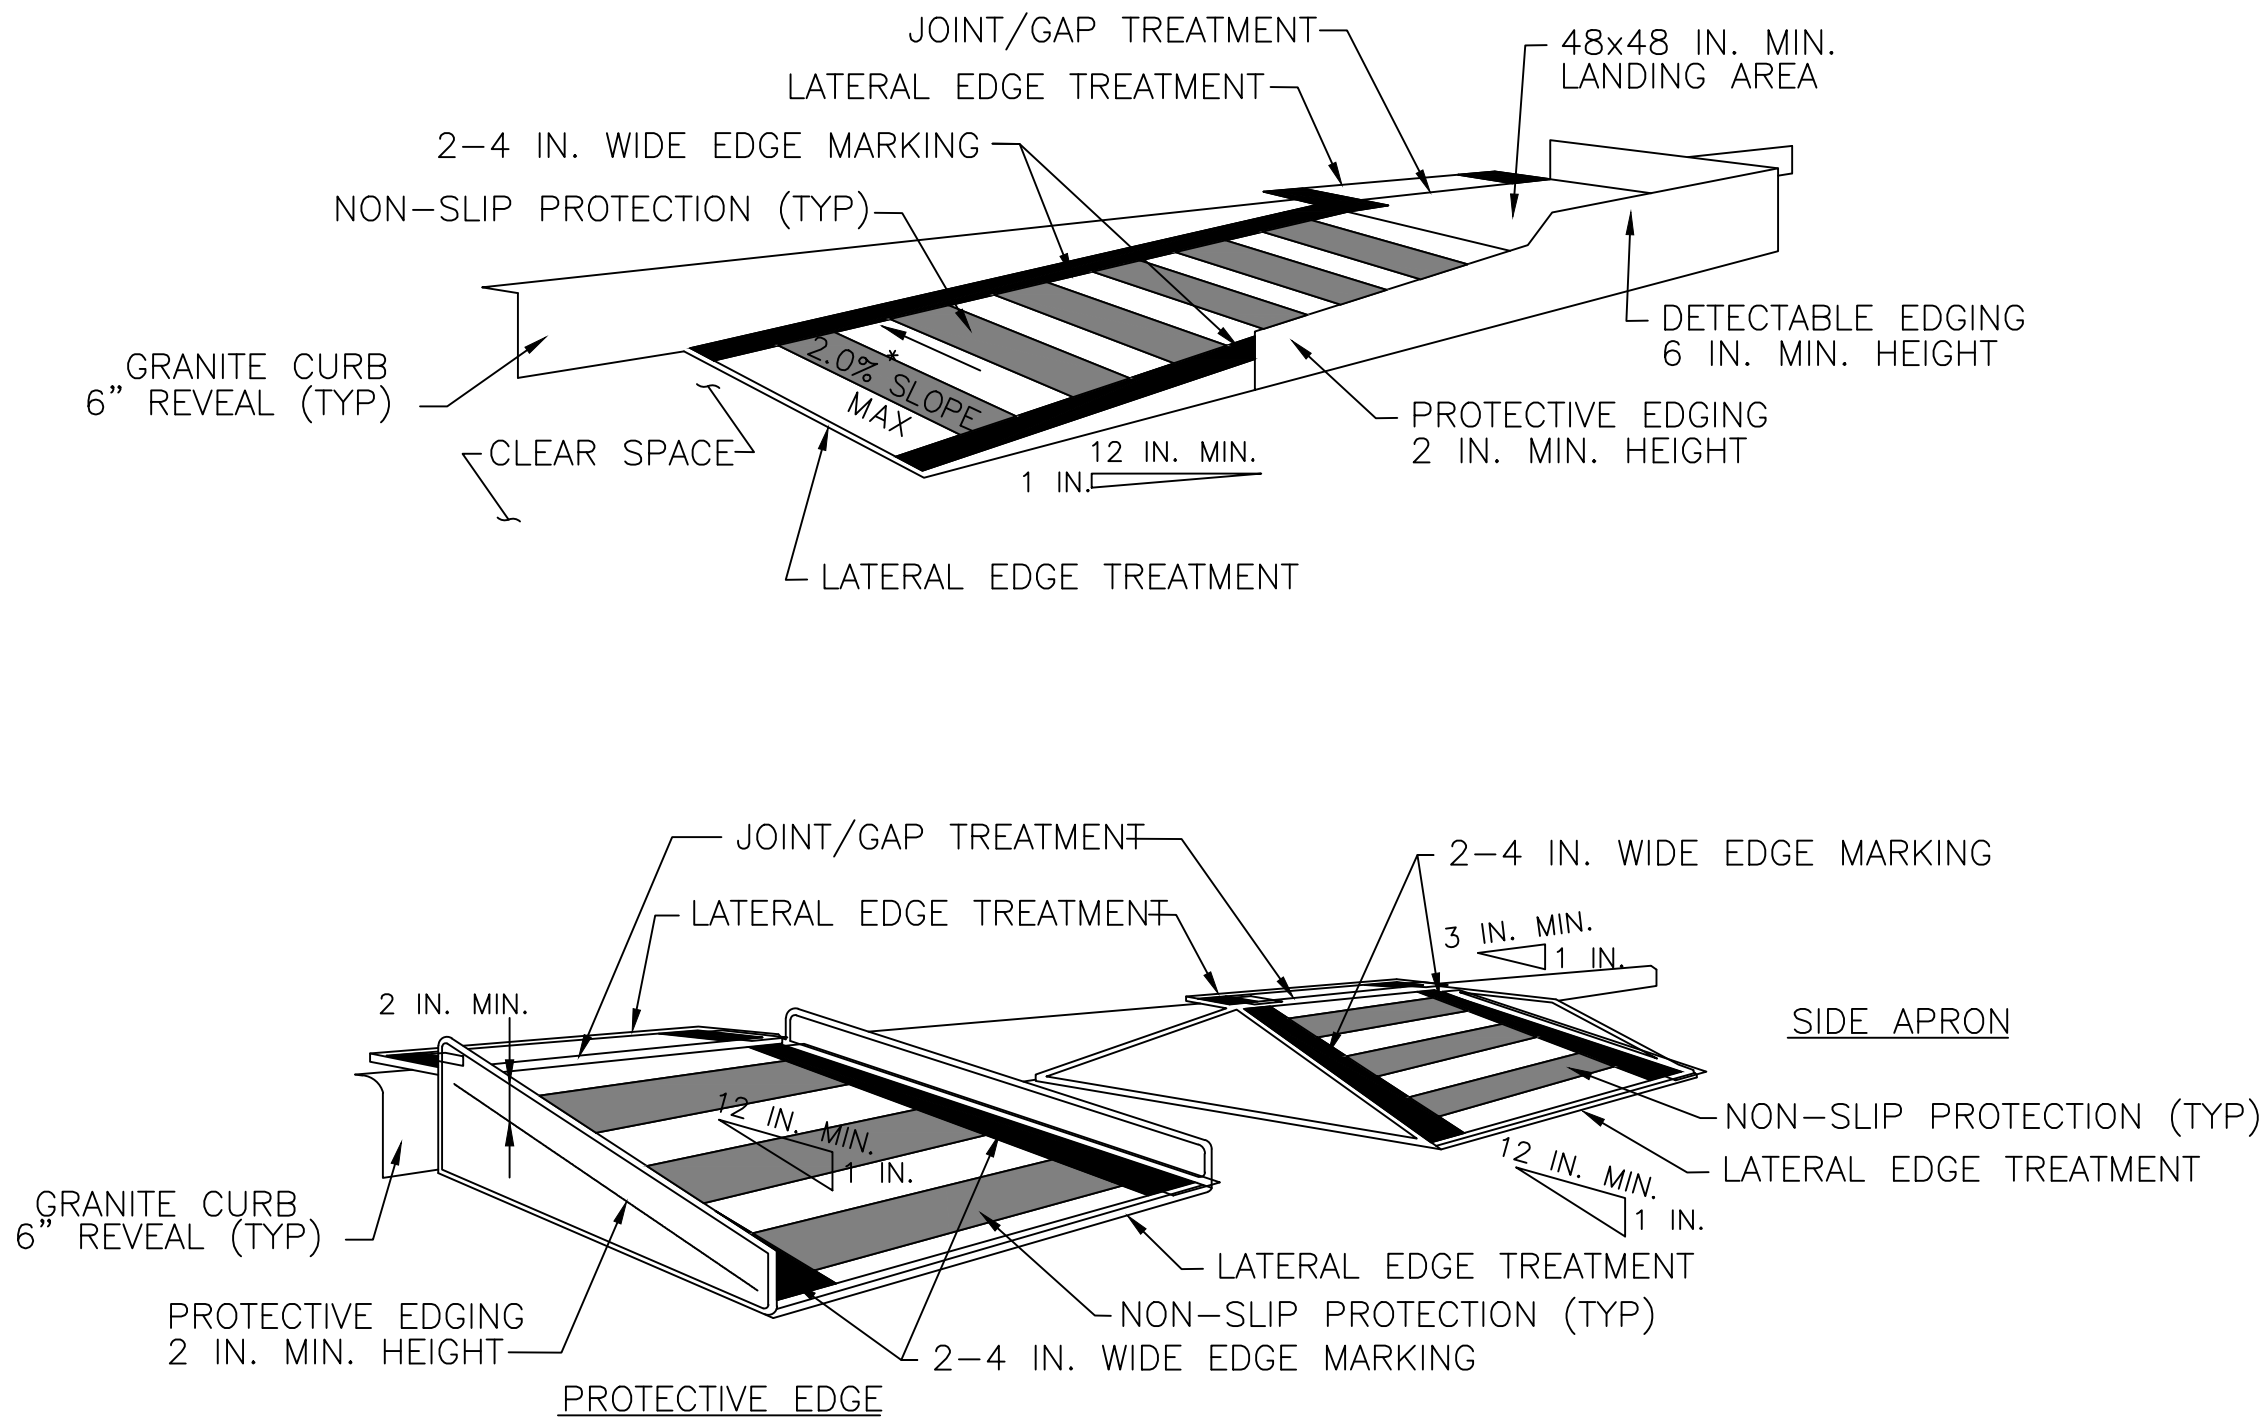 JOINT/GAP TREATMENT
48x48 IN. MIN.
LANDING AREA
LATERAL EDGE TREATMENT
2-4 IN. WIDE EDGE MARKING
NON-SLIP PROTECTION (TYP)
DETECTABLE EDGING
6 IN. MIN. HEIGHT
GRANITE CURB
6" REVEAL (TYP)
2.0% * SLOPE
MAX
PROTECTIVE EDGING
2 IN. MIN. HEIGHT
CLEAR SPACE
12 IN. MIN.
1 IN.
LATERAL EDGE TREATMENT
JOINT/GAP TREATMENT
2-4 IN. WIDE EDGE MARKING
LATERAL EDGE TREATMENT
3 IN. MIN.
1 IN.
2 IN. MIN.
SIDE APRON
12 IN. MIN.
1 IN.
NON-SLIP PROTECTION (TYP)
LATERAL EDGE TREATMENT
12 IN. MIN.
1 IN.
GRANITE CURB
6" REVEAL (TYP)
LATERAL EDGE TREATMENT
PROTECTIVE EDGING
2 IN. MIN. HEIGHT
NON-SLIP PROTECTION (TYP)
2-4 IN. WIDE EDGE MARKING
PROTECTIVE EDGE